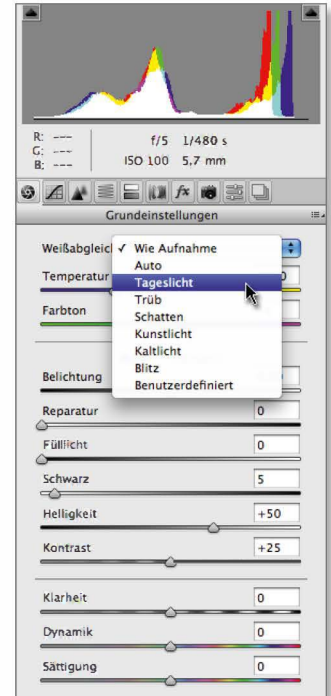 R: ---
G: ---
B: ---
f/5 1/480 s
ISO 100 5,7 mm
fx
Grundeinstellungen
Weißabgleich ✓ Wie Aufnahme
Auto
Temperatur
Tageslicht
Trüb
Farbton
Schatten
Kunstlicht
Kaltlicht
Blitz
Belichtung
Benutzerdefiniert
Reparatur 0
Fülllicht 0
Schwarz 5
Helligkeit +50
Kontrast +25
Klarheit 0
Dynamik 0
Sättigung 0